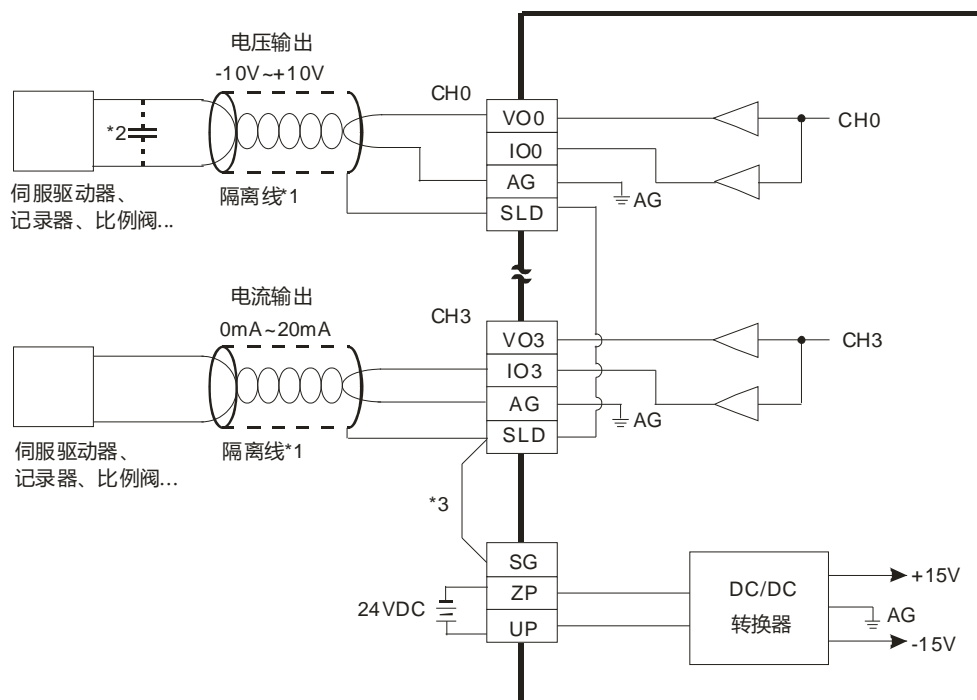 电压输出
-10V~+10V
CH0
*2
VO0
IO0
AG
SLD
CH0
AG
伺服驱动器、
记录器、比例阀...
隔离线*1
电流输出
0mA~20mA
CH3
VO3
IO3
AG
SLD
CH3
AG
伺服驱动器、
记录器、比例阀...
隔离线*1
*3
SG
ZP
UP
24VDC
DC/DC
转换器
+15V
AG
-15V